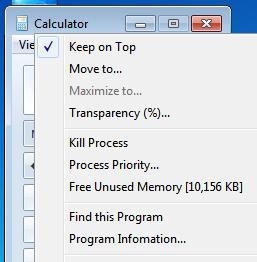 Calculator
Vie
Keep on Top
Move to...
Maximize to...
Transparency (%)...
Kill Process
Process Priority...
Free Unused Memory [10,156 KB]
Find this Program
Program Infomation...